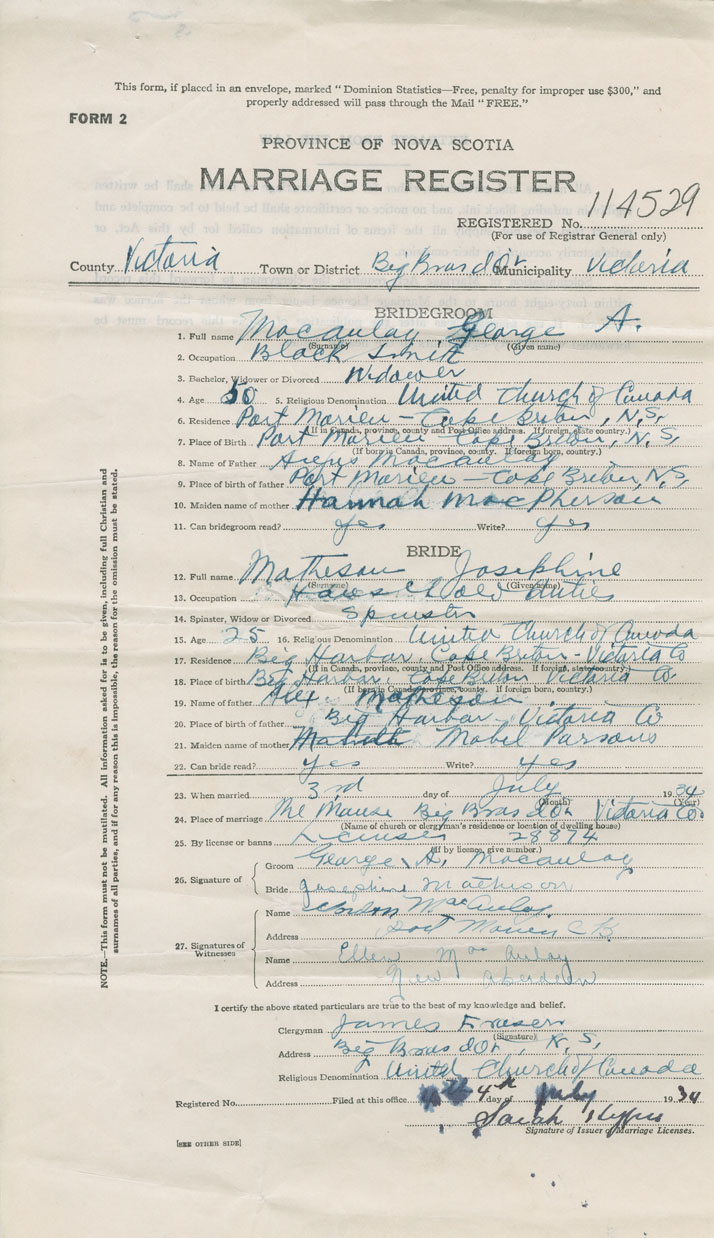 This form, if placed in an envelope, marked "Dominion Statistics—Free, penalty for improper use $300," and
properly addressed will pass through the Mail "FREE."
FORM 2
PROVINCE OF NOVA SCOTIA
MARRIAGE REGISTER
REGISTERED No. 114529
(For use of Registrar General only)
County Victoria Town or District Big Bras d'Or Municipality Victoria
BRIDEGROOM
1. Full name Macaulay George A.
(Surname) (Given name)
2. Occupation Black Smith
3. Bachelor, Widower or Divorced Widower
4. Age 50 5. Religious Denomination United Church of Canada
6. Residence Port Morien - Cape Breton, N.S.
(If in Canada, province, county and Post Office address. If foreign, state country.)
7. Place of Birth Port Morien - Cape Breton, N.S,
(If born in Canada, province, county. If foreign born, country.)
8. Name of Father Angus Macaulay
9. Place of birth of father Port Morien - Cape Breton, N.S,
10. Maiden name of mother Hannah MacPherson
11. Can bridegroom read? yes Write? yes
BRIDE
12. Full name Matheson Josephine
(Surname) (Given name)
13. Occupation House hold duties
14. Spinster, Widow or Divorced Spinster
15. Age 25 16. Religious Denomination United Church of Canada
17. Residence Big Harbor, Cape Breton - Victoria Co
(If in Canada, province, county and Post Office address. If foreign, state country.)
18. Place of birth Big Harbor, Cape Breton Victoria Co
(If born in Canada, province, county. If foreign born, country.)
19. Name of father Alex Matheson
20. Place of birth of father Big Harbor - Victoria Co
21. Maiden name of mother Mabel Parsons
22. Can bride read? yes Write? yes
23. When married 3rd day of July 1934
(Month) (Year)
24. Place of marriage The Manse Big Bras d'Or Victoria Co
(Name of church or clergyman's residence or location of dwelling house)
25. By license or banns License 28874
(If by licence, give number.)
26. Signature of
Groom George A. Macaulay
Bride Josephine Matheson
27. Signatures of Witnesses
Name MacAulay
Address Port Morien C.B.
Name Ellen MacAulay
Address New Aberdeen
I certify the above stated particulars are true to the best of my knowledge and belief.
Clergyman James Fraser
(Signature)
Address Big Bras d'Or, N.S.
Religious Denomination United Church of Canada
Registered No. Filed at this office 4th day of July 1934
Sarah
Signature of Issuer of Marriage Licenses.
[SEE OTHER SIDE]
NOTE.—This form must not be mutilated. All information asked for is to be given, including full Christian and
surnames of all parties, and if for any reason this is impossible, the reason for the omission must be stated.